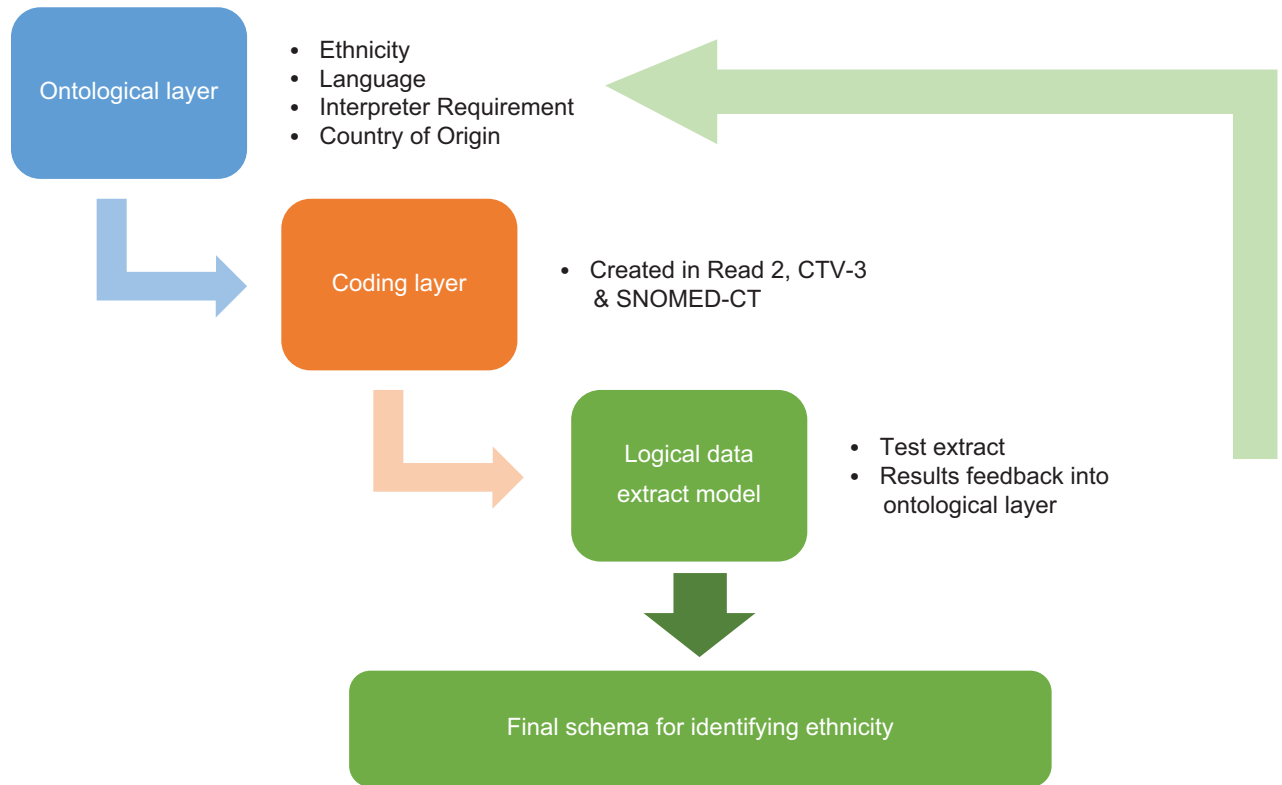 Ontological layer
• Ethnicity
• Language
• Interpreter Requirement
• Country of Origin
Coding layer
• Created in Read 2, CTV-3
& SNOMED-CT
Logical data
extract model
• Test extract
• Results feedback into
ontological layer
Final schema for identifying ethnicity